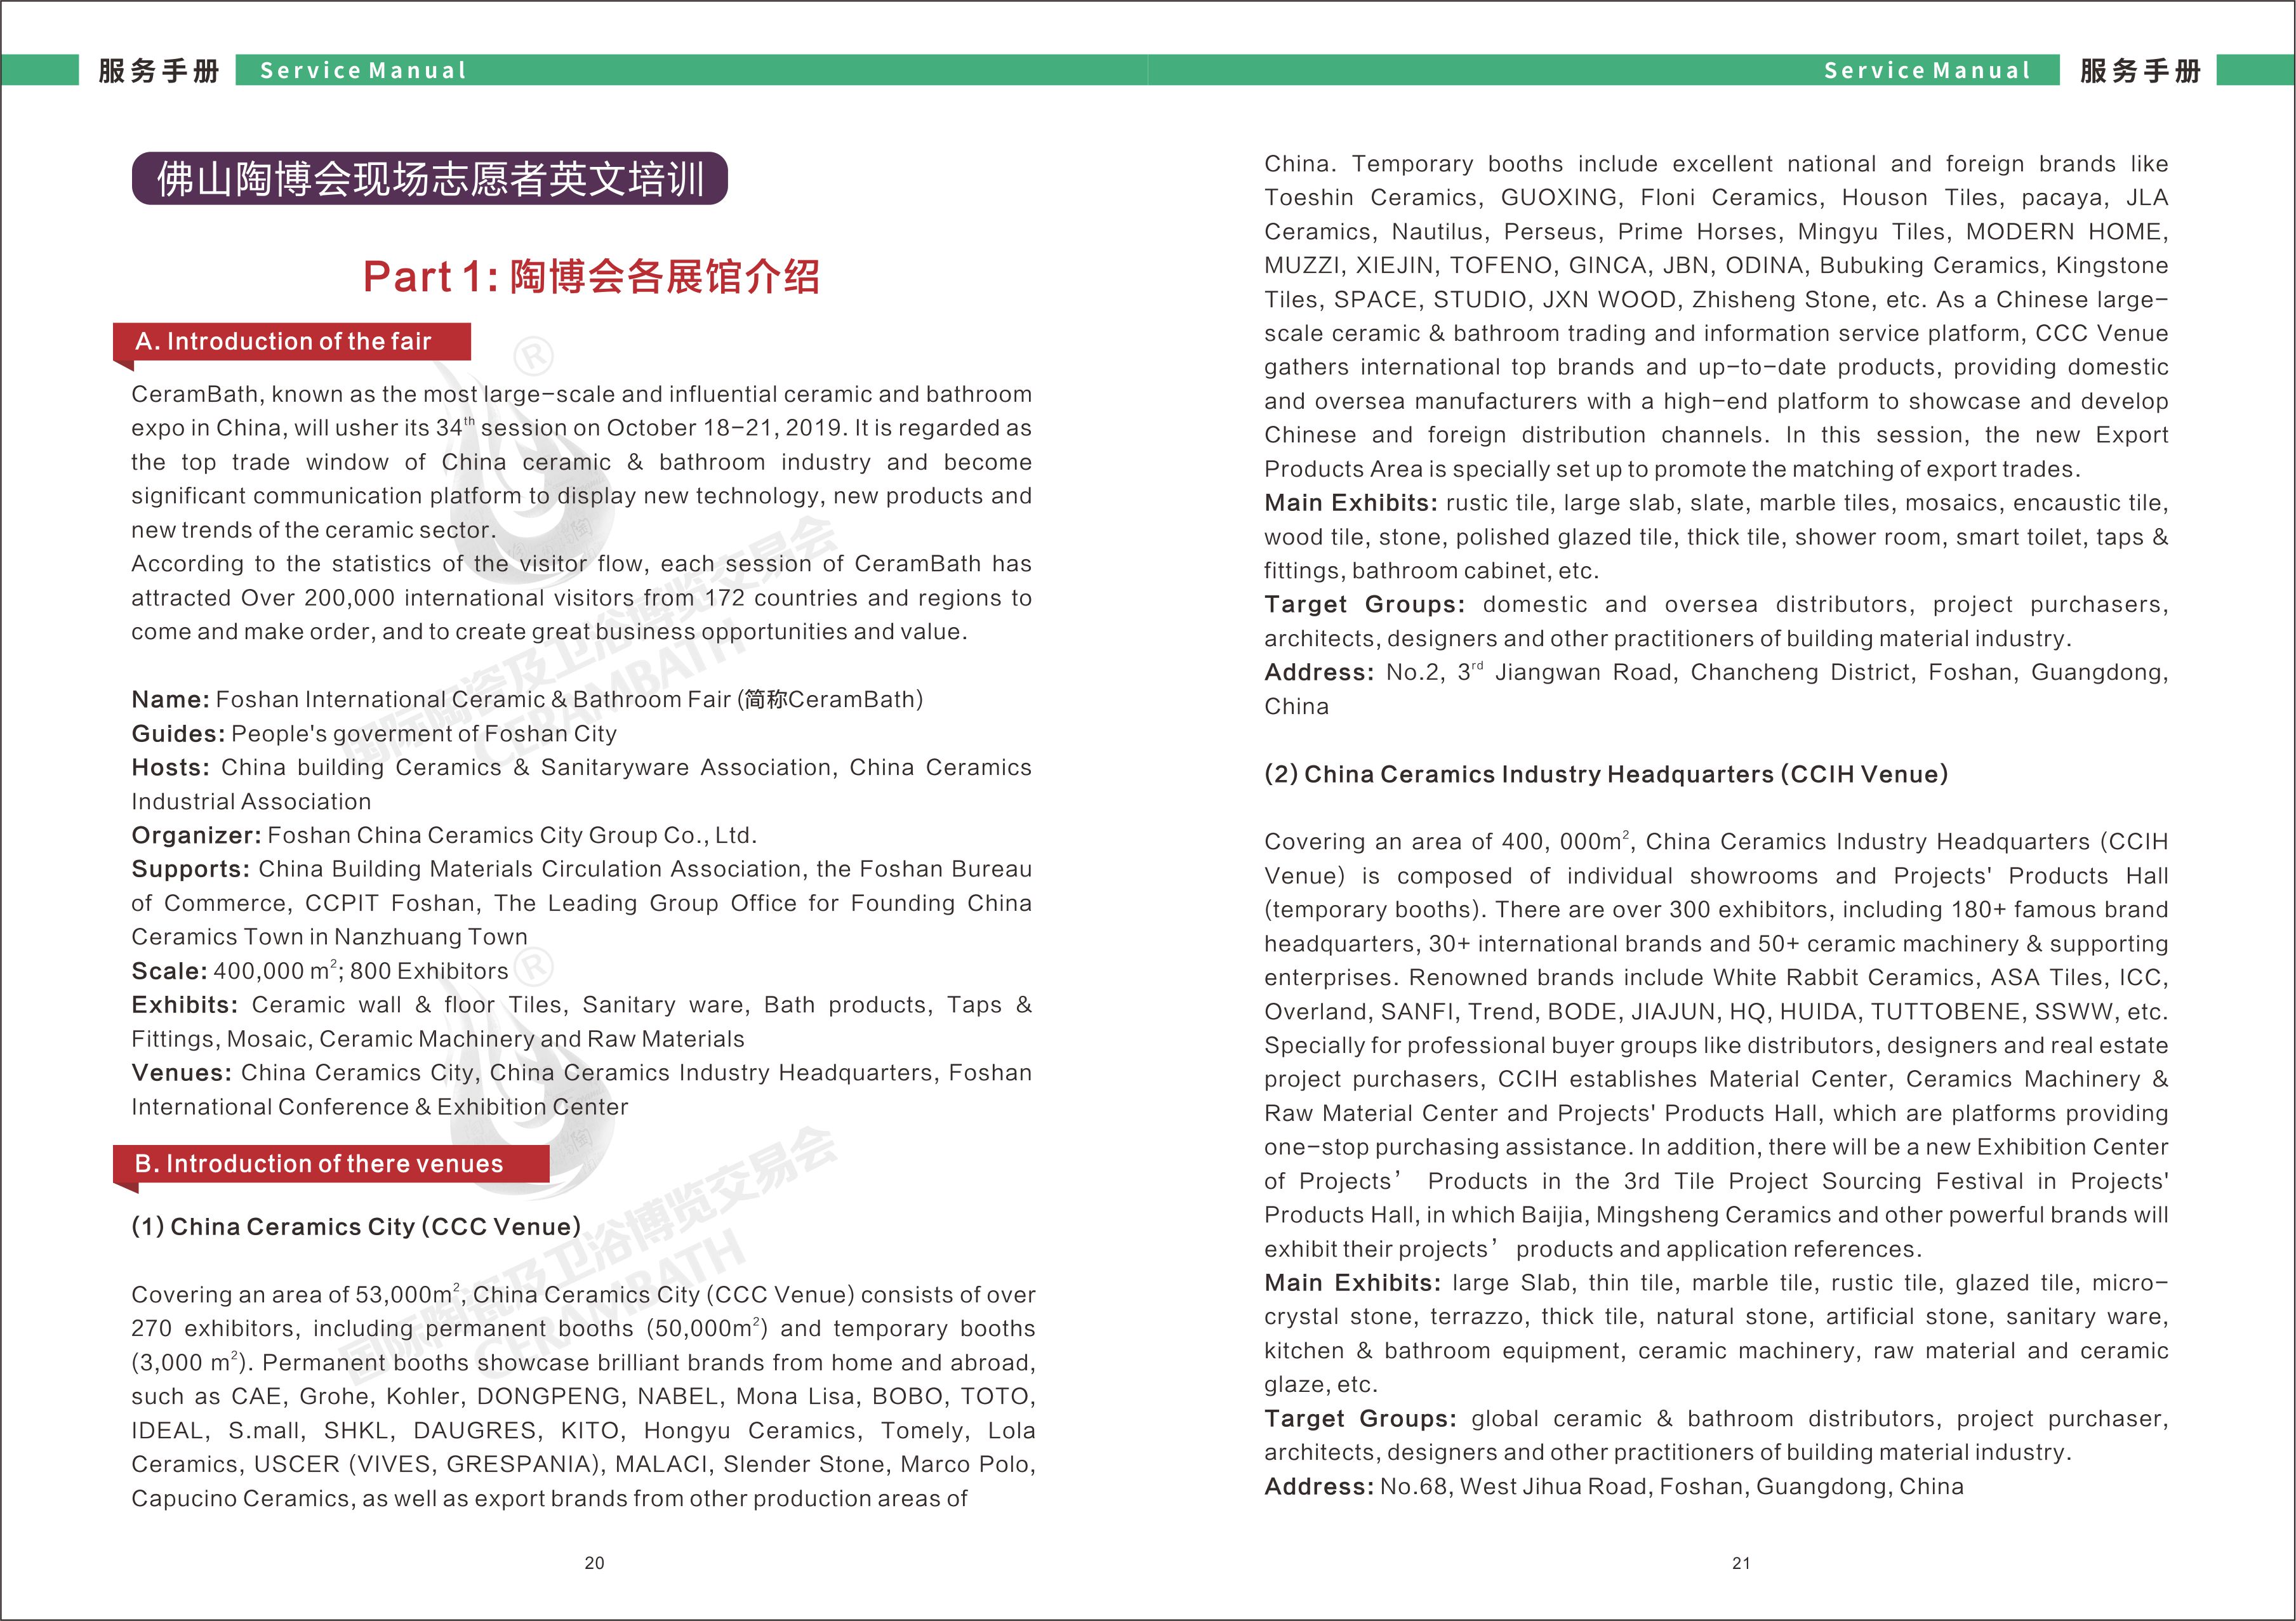 服务手册 Service Manual
佛山陶博会现场志愿者英文培训
Part 1: 陶博会各展馆介绍
A. Introduction of the fair
CeramBath, known as the most large-scale and influential ceramic and bathroom
expo in China, will usher its 34th session on October 18-21, 2019. It is regarded as
the top trade window of China ceramic & bathroom industry and become
significant communication platform to display new technology, new products and
new trends of the ceramic sector.
According to the statistics of the visitor flow, each session of CeramBath has
attracted Over 200,000 international visitors from 172 countries and regions to
come and make order, and to create great business opportunities and value.
Name: Foshan International Ceramic & Bathroom Fair (简称CeramBath)
Guides: People's goverment of Foshan City
Hosts: China building Ceramics & Sanitaryware Association, China Ceramics
Industrial Association
Organizer: Foshan China Ceramics City Group Co., Ltd.
Supports: China Building Materials Circulation Association, the Foshan Bureau
of Commerce, CCPIT Foshan, The Leading Group Office for Founding China
Ceramics Town in Nanzhuang Town
Scale: 400,000 m²; 800 Exhibitors
Exhibits: Ceramic wall & floor Tiles, Sanitary ware, Bath products, Taps &
Fittings, Mosaic, Ceramic Machinery and Raw Materials
Venues: China Ceramics City, China Ceramics Industry Headquarters, Foshan
International Conference & Exhibition Center
B. Introduction of there venues
(1) China Ceramics City (CCC Venue)
Covering an area of 53,000m², China Ceramics City (CCC Venue) consists of over
270 exhibitors, including permanent booths (50,000m²) and temporary booths
(3,000 m²). Permanent booths showcase brilliant brands from home and abroad,
such as CAE, Grohe, Kohler, DONGPENG, NABEL, Mona Lisa, BOBO, TOTO,
IDEAL, S.mall, SHKL, DAUGRES, KITO, Hongyu Ceramics, Tomely, Lola
Ceramics, USCER (VIVES, GRESPANIA), MALACI, Slender Stone, Marco Polo,
Capucino Ceramics, as well as export brands from other production areas of
国际陶瓷及卫浴博览交易会
CERAMBATH
®
国际陶瓷及卫浴博览交易会
CERAMBATH
®
20
Service Manual 服务手册
China. Temporary booths include excellent national and foreign brands like
Toeshin Ceramics, GUOXING, Floni Ceramics, Houson Tiles, pacaya, JLA
Ceramics, Nautilus, Perseus, Prime Horses, Mingyu Tiles, MODERN HOME,
MUZZI, XIEJIN, TOFENO, GINCA, JBN, ODINA, Bubuking Ceramics, Kingstone
Tiles, SPACE, STUDIO, JXN WOOD, Zhisheng Stone, etc. As a Chinese large-
scale ceramic & bathroom trading and information service platform, CCC Venue
gathers international top brands and up-to-date products, providing domestic
and oversea manufacturers with a high-end platform to showcase and develop
Chinese and foreign distribution channels. In this session, the new Export
Products Area is specially set up to promote the matching of export trades.
Main Exhibits: rustic tile, large slab, slate, marble tiles, mosaics, encaustic tile,
wood tile, stone, polished glazed tile, thick tile, shower room, smart toilet, taps &
fittings, bathroom cabinet, etc.
Target Groups: domestic and oversea distributors, project purchasers,
architects, designers and other practitioners of building material industry.
Address: No.2, 3rd Jiangwan Road, Chancheng District, Foshan, Guangdong,
China
(2) China Ceramics Industry Headquarters (CCIH Venue)
Covering an area of 400, 000m², China Ceramics Industry Headquarters (CCIH
Venue) is composed of individual showrooms and Projects' Products Hall
(temporary booths). There are over 300 exhibitors, including 180+ famous brand
headquarters, 30+ international brands and 50+ ceramic machinery & supporting
enterprises. Renowned brands include White Rabbit Ceramics, ASA Tiles, ICC,
Overland, SANFI, Trend, BODE, JIAJUN, HQ, HUIDA, TUTTOBENE, SSWW, etc.
Specially for professional buyer groups like distributors, designers and real estate
project purchasers, CCIH establishes Material Center, Ceramics Machinery &
Raw Material Center and Projects' Products Hall, which are platforms providing
one-stop purchasing assistance. In addition, there will be a new Exhibition Center
of Projects’ Products in the 3rd Tile Project Sourcing Festival in Projects'
Products Hall, in which Baijia, Mingsheng Ceramics and other powerful brands will
exhibit their projects’ products and application references.
Main Exhibits: large Slab, thin tile, marble tile, rustic tile, glazed tile, micro-
crystal stone, terrazzo, thick tile, natural stone, artificial stone, sanitary ware,
kitchen & bathroom equipment, ceramic machinery, raw material and ceramic
glaze, etc.
Target Groups: global ceramic & bathroom distributors, project purchaser,
architects, designers and other practitioners of building material industry.
Address: No.68, West Jihua Road, Foshan, Guangdong, China
21